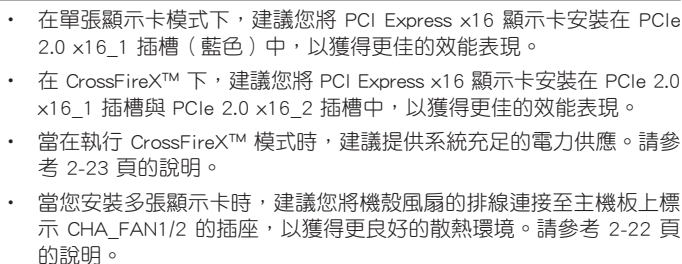 • 在單張顯示卡模式下，建議您將 PCI Express x16 顯示卡安裝在 PCIe
2.0 x16_1 插槽（藍色）中，以獲得更佳的效能表現。
• 在 CrossFireX™ 下，建議您將 PCI Express x16 顯示卡安裝在 PCIe 2.0
x16_1 插槽與 PCIe 2.0 x16_2 插槽中，以獲得更佳的效能表現。
• 當在執行 CrossFireX™ 模式時，建議提供系統充足的電力供應。請參
考 2-23 頁的說明。
• 當您安裝多張顯示卡時，建議您將機殼風扇的排線連接至主機板上標
示 CHA_FAN1/2 的插座，以獲得更良好的散熱環境。請參考 2-22 頁
的說明。